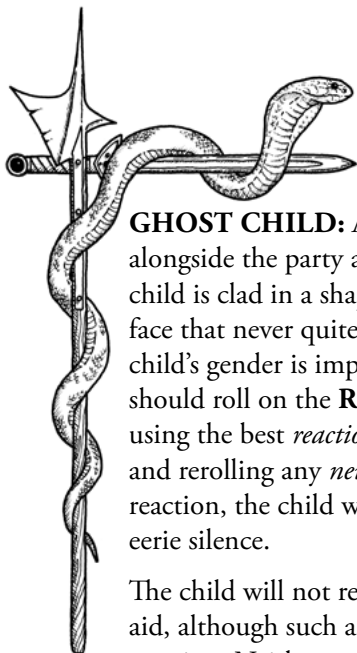 GHOST CHILD: A
alongside the party a
child is clad in a sha
face that never quite
child’s gender is imp
should roll on the R
using the best reactio
and rerolling any ne
reaction, the child w
eerie silence.
The child will not re
aid, although such a